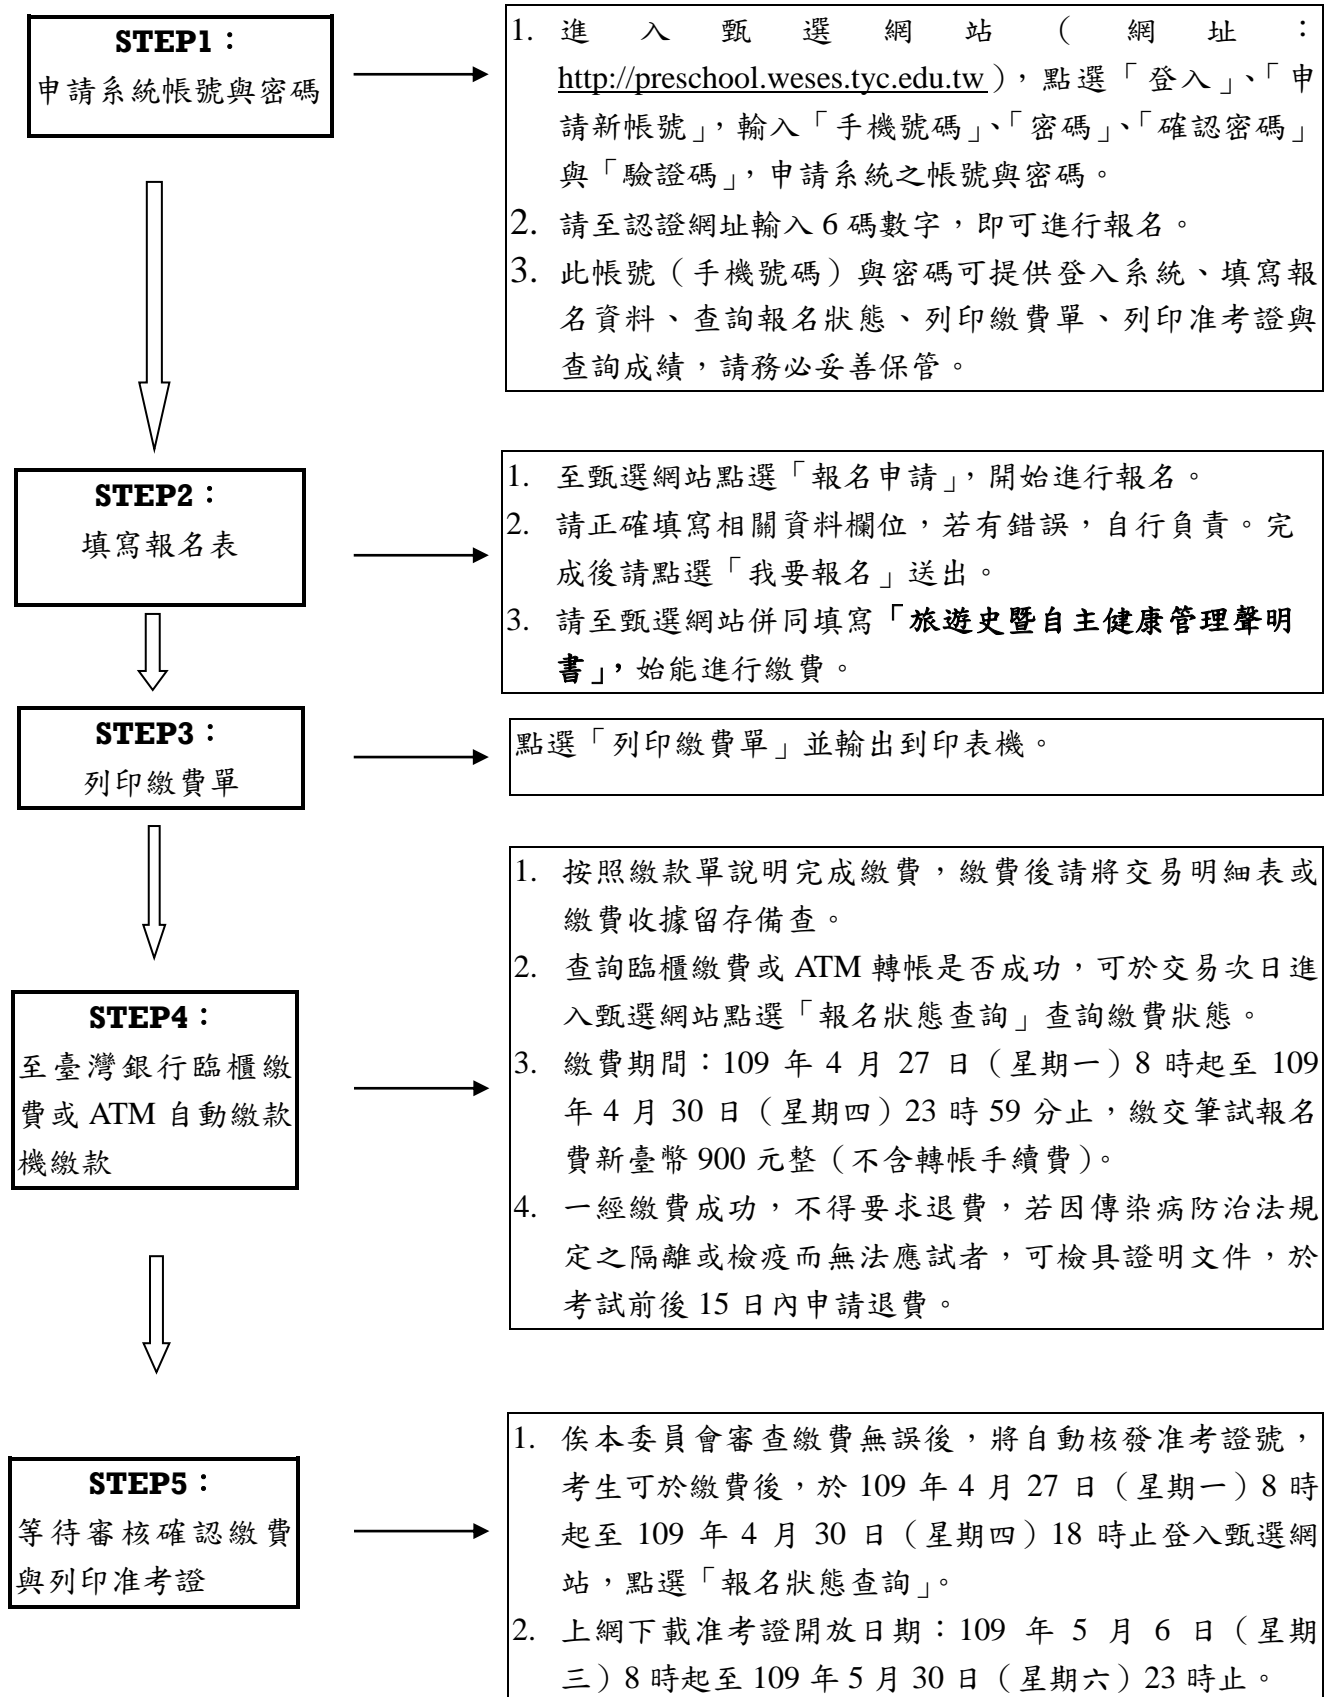 STEP1：
申請系統帳號與密碼
1. 進入甄選網站（網址：
http://preschool.weses.tyc.edu.tw），點選「登入」、「申
請新帳號」，輸入「手機號碼」、「密碼」、「確認密碼」
與「驗證碼」，申請系統之帳號與密碼。
2. 請至認證網址輸入 6 碼數字，即可進行報名。
3. 此帳號（手機號碼）與密碼可提供登入系統、填寫報
名資料、查詢報名狀態、列印繳費單、列印准考證與
查詢成績，請務必妥善保管。
STEP2：
填寫報名表
1. 至甄選網站點選「報名申請」，開始進行報名。
2. 請正確填寫相關資料欄位，若有錯誤，自行負責。完
成後請點選「我要報名」送出。
3. 請至甄選網站併同填寫「旅遊史暨自主健康管理聲明
書」，始能進行繳費。
STEP3：
列印繳費單
點選「列印繳費單」並輸出到印表機。
STEP4：
至臺灣銀行臨櫃繳
費或 ATM 自動繳款
機繳款
1. 按照繳款單說明完成繳費，繳費後請將交易明細表或
繳費收據留存備查。
2. 查詢臨櫃繳費或 ATM 轉帳是否成功，可於交易次日進
入甄選網站點選「報名狀態查詢」查詢繳費狀態。
3. 繳費期間：109 年 4 月 27 日（星期一）8 時起至 109
年 4 月 30 日（星期四）23 時 59 分止，繳交筆試報名
費新臺幣 900 元整（不含轉帳手續費）。
4. 一經繳費成功，不得要求退費，若因傳染病防治法規
定之隔離或檢疫而無法應試者，可檢具證明文件，於
考試前後 15 日內申請退費。
STEP5：
等待審核確認繳費
與列印准考證
1. 俟本委員會審查繳費無誤後，將自動核發准考證號，
考生可於繳費後，於 109 年 4 月 27 日（星期一）8 時
起至 109 年 4 月 30 日（星期四）18 時止登入甄選網
站，點選「報名狀態查詢」。
2. 上網下載准考證開放日期：109 年 5 月 6 日（星期
三）8 時起至 109 年 5 月 30 日（星期六）23 時止。